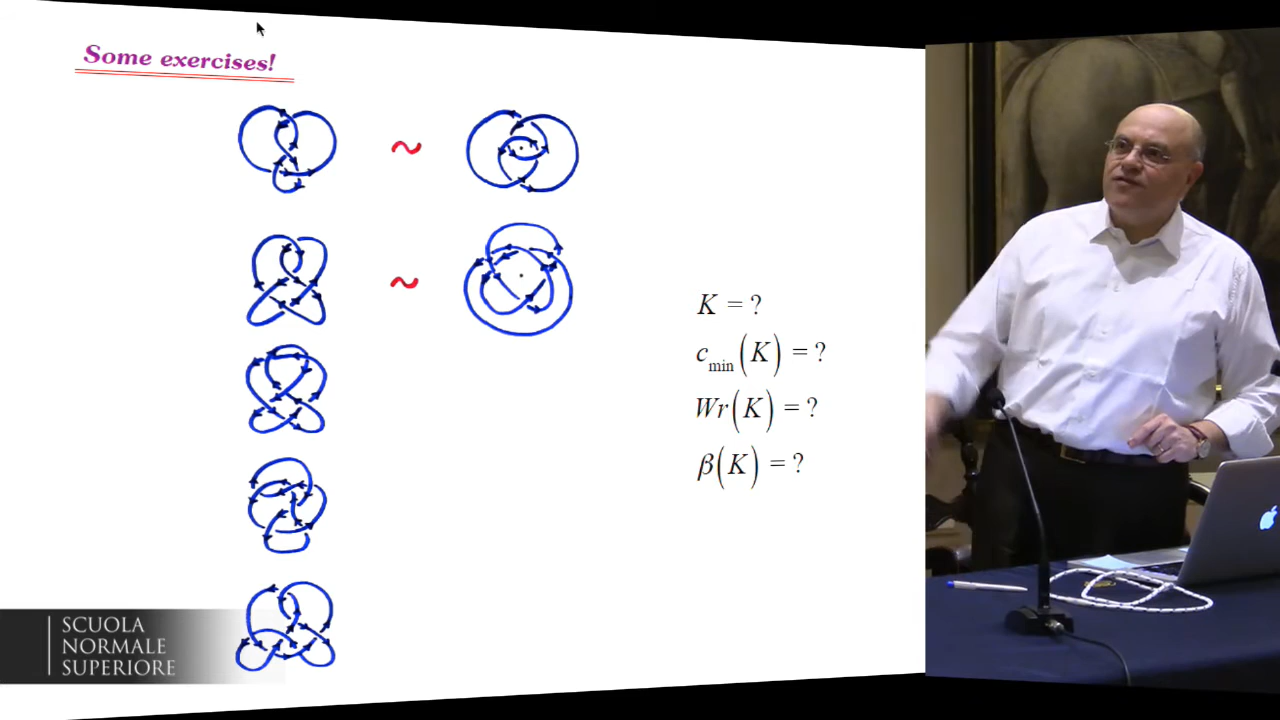 Some exercises!
~
~
K = ?
c_min(K) = ?
Wr(K) = ?
β(K) = ?
SCUOLA
NORMALE
SUPERIORE